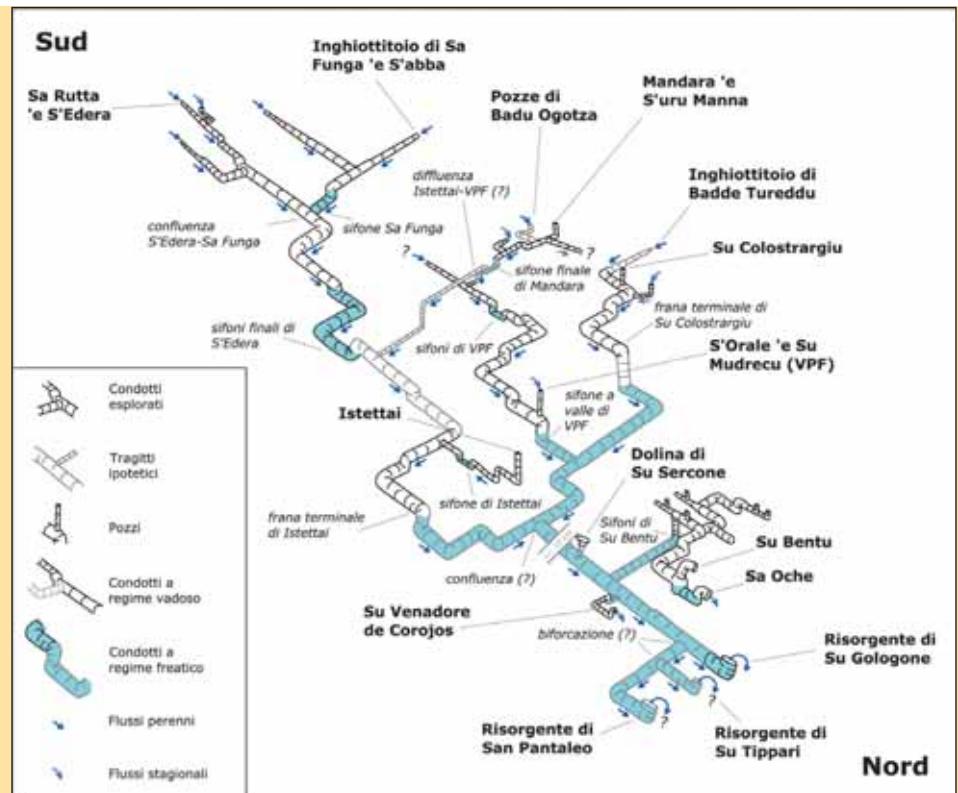 Sud
Inghiottitoio di Sa
Funga 'e S'abba
Sa Rutta
'e S'Edera
Pozze di
Badu Ogotza
Mandara 'e
S'uru Manna
diffluenza
Istettai-VPF (?)
Inghiottitoio di
Badde Tureddu
confluenza
S'Edera-Sa Funga
sifone Sa Funga
?
?
Su Colostrargiu
sifone finale
di Mandara
sifoni finali di
S'Edera
sifoni di VPF
frana terminale di
Su Colostrargiu
S'Orale 'e Su
Mudrecu (VPF)
Istettai
sifone a
valle di
VPF
Dolina di
Su Sercone
sifone di Istettai
frana terminale
di Istettai
Sifoni di
Su Bentu
Su Bentu
confluenza (?)
Sa Oche
Su Venadore
de Corojos
biforcazione (?)
Risorgente di
Su Gologone
?
?
Risorgente di
San Pantaleo
Risorgente di
Su Tippari
Nord
Condotti
esplorati
Tragitti
ipotetici
Pozzi
Condotti a
regime vadoso
Condotti a
regime freatico
Flussi perenni
Flussi stagionali